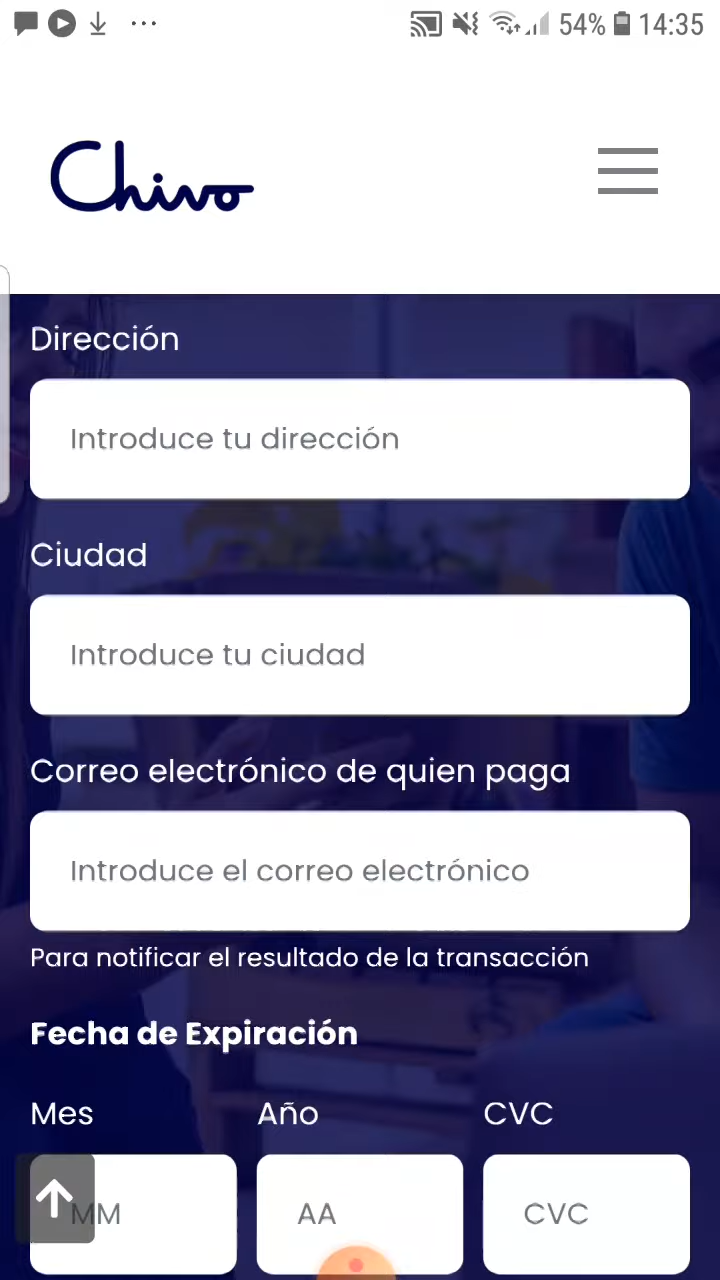 54% 14:35
Chivo
Dirección
Introduce tu dirección
Ciudad
Introduce tu ciudad
Correo electrónico de quien paga
Introduce el correo electrónico
Para notificar el resultado de la transacción
Fecha de Expiración
Mes Año CVC
MM AA CVC